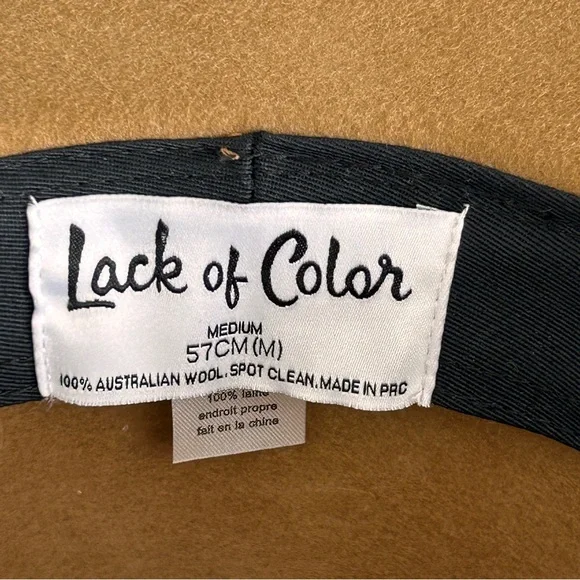 Lack of Color
MEDIUM
57CM (M)
100% AUSTRALIAN WOOL. SPOT CLEAN. MADE IN PRC
100% laine
endroit propre
fait en la chine